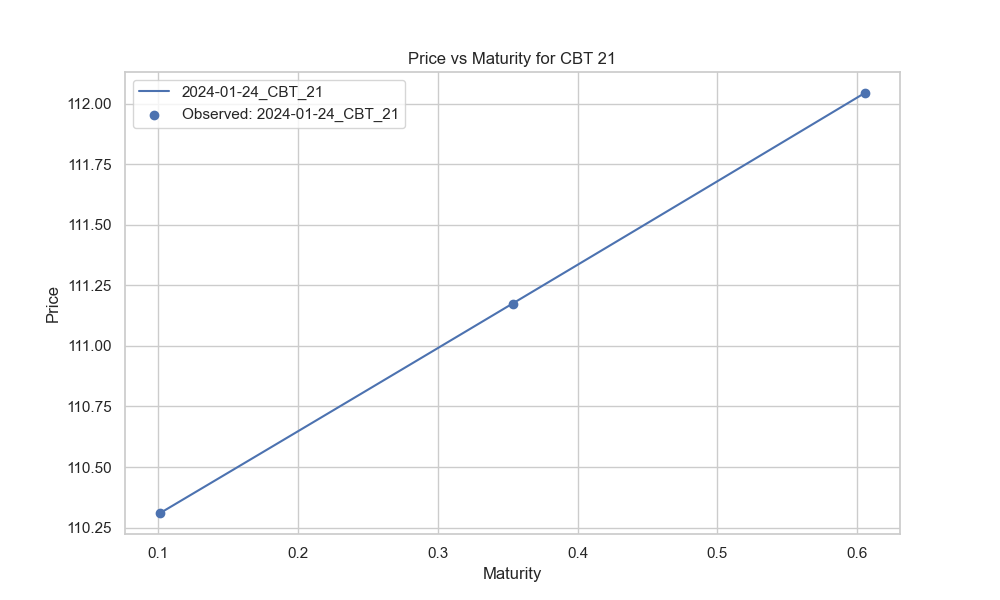 Price vs Maturity for CBT 21
2024-01-24_CBT_21
Observed: 2024-01-24_CBT_21
112.00
111.75
111.50
111.25
111.00
110.75
110.50
110.25
Price
0.1 0.2 0.3 0.4 0.5 0.6
Maturity